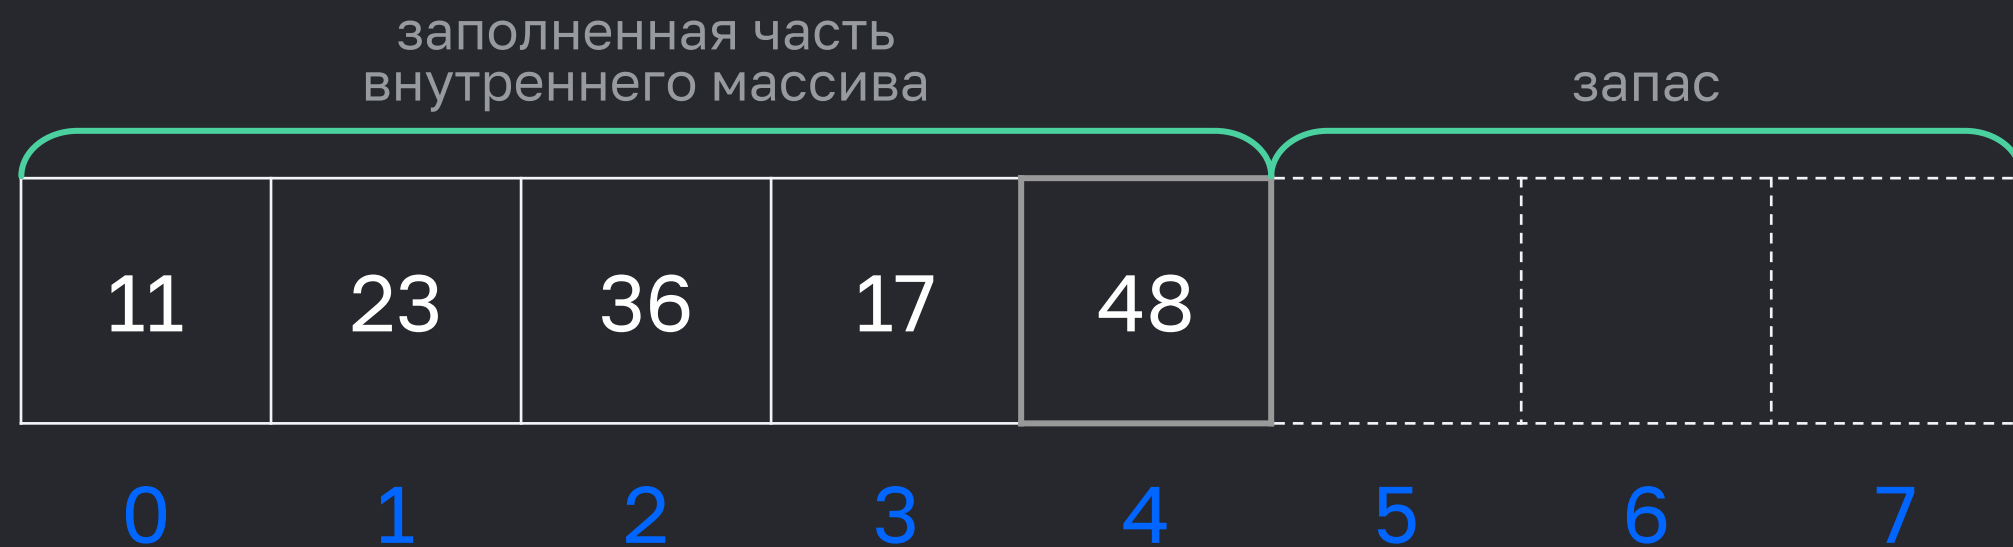 заполненная часть
внутреннего массива
запас
11 23 36 17 48
0 1 2 3 4 5 6 7